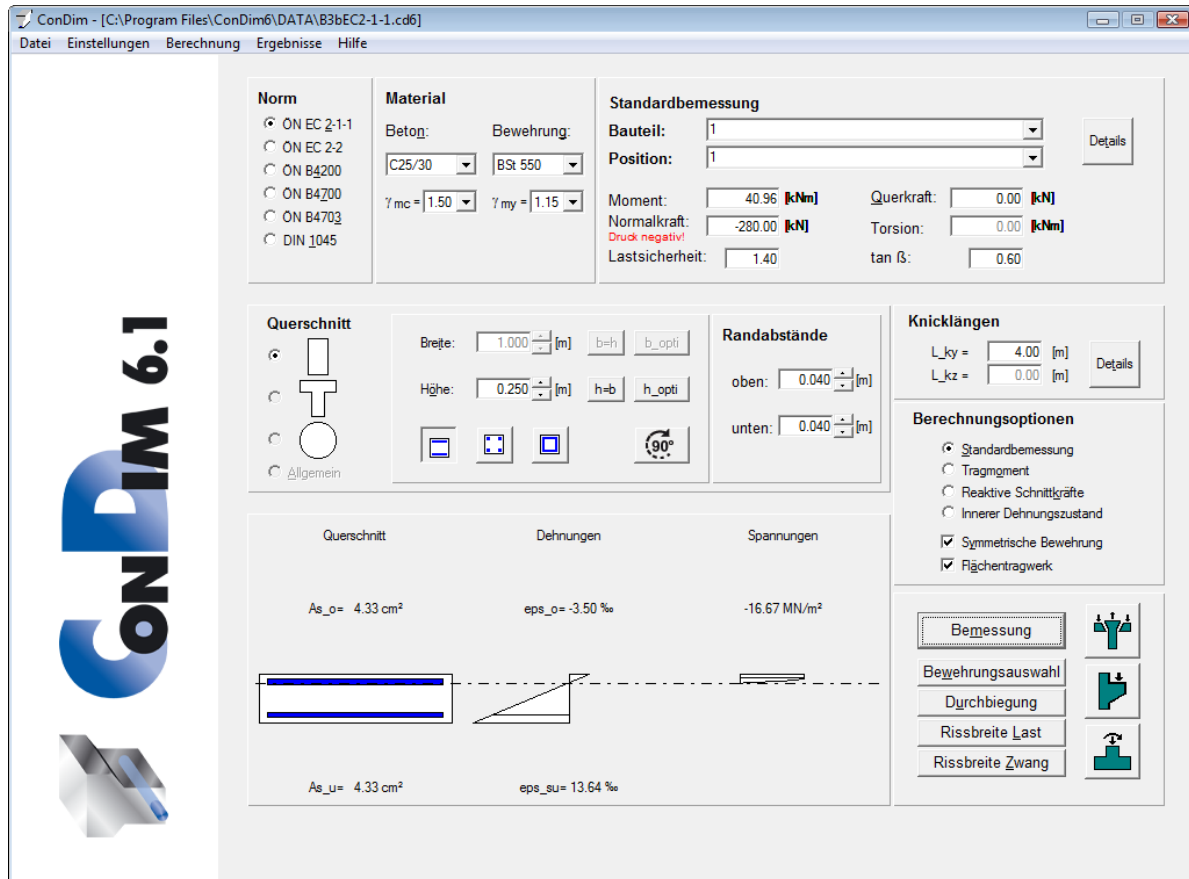 ConDim - [C:\Program Files\ConDim6\DATA\B3bEC2-1-1.cd6]
Datei Einstellungen Berechnung Ergebnisse Hilfe
CONDIM 6.1
Norm
ÖN EC 2-1-1
ÖN EC 2-2
ÖN B4200
ÖN B4700
ÖN B4703
DIN 1045
Material
Beton: Bewehrung:
C25/30 BSt 550
γ mc = 1.50 γ my = 1.15
Standardbemessung
Bauteil: 1
Position: 1
Details
Moment: 40.96 [kNm] Querkraft: 0.00 [kN]
Normalkraft: -280.00 [kN] Torsion: 0.00 [kNm]
Druck negativ!
Lastsicherheit: 1.40 tan ß: 0.60
Querschnitt
Allgemein
Breite: 1.000 [m] b=h b_opti
Höhe: 0.250 [m] h=b h_opti
90°
Randabstände
oben: 0.040 [m]
unten: 0.040 [m]
Knicklängen
L_ky = 4.00 [m]
L_kz = 0.00 [m]
Details
Berechnungsoptionen
Standardbemessung
Tragmoment
Reaktive Schnittkräfte
Innerer Dehnungszustand
Symmetrische Bewehrung
Flächentragwerk
Querschnitt Dehnungen Spannungen
As_o= 4.33 cm² eps_o= -3.50 ‰ -16.67 MN/m²
As_u= 4.33 cm² eps_su= 13.64 ‰
Bemessung
Bewehrungsauswahl
Durchbiegung
Rissbreite Last
Rissbreite Zwang